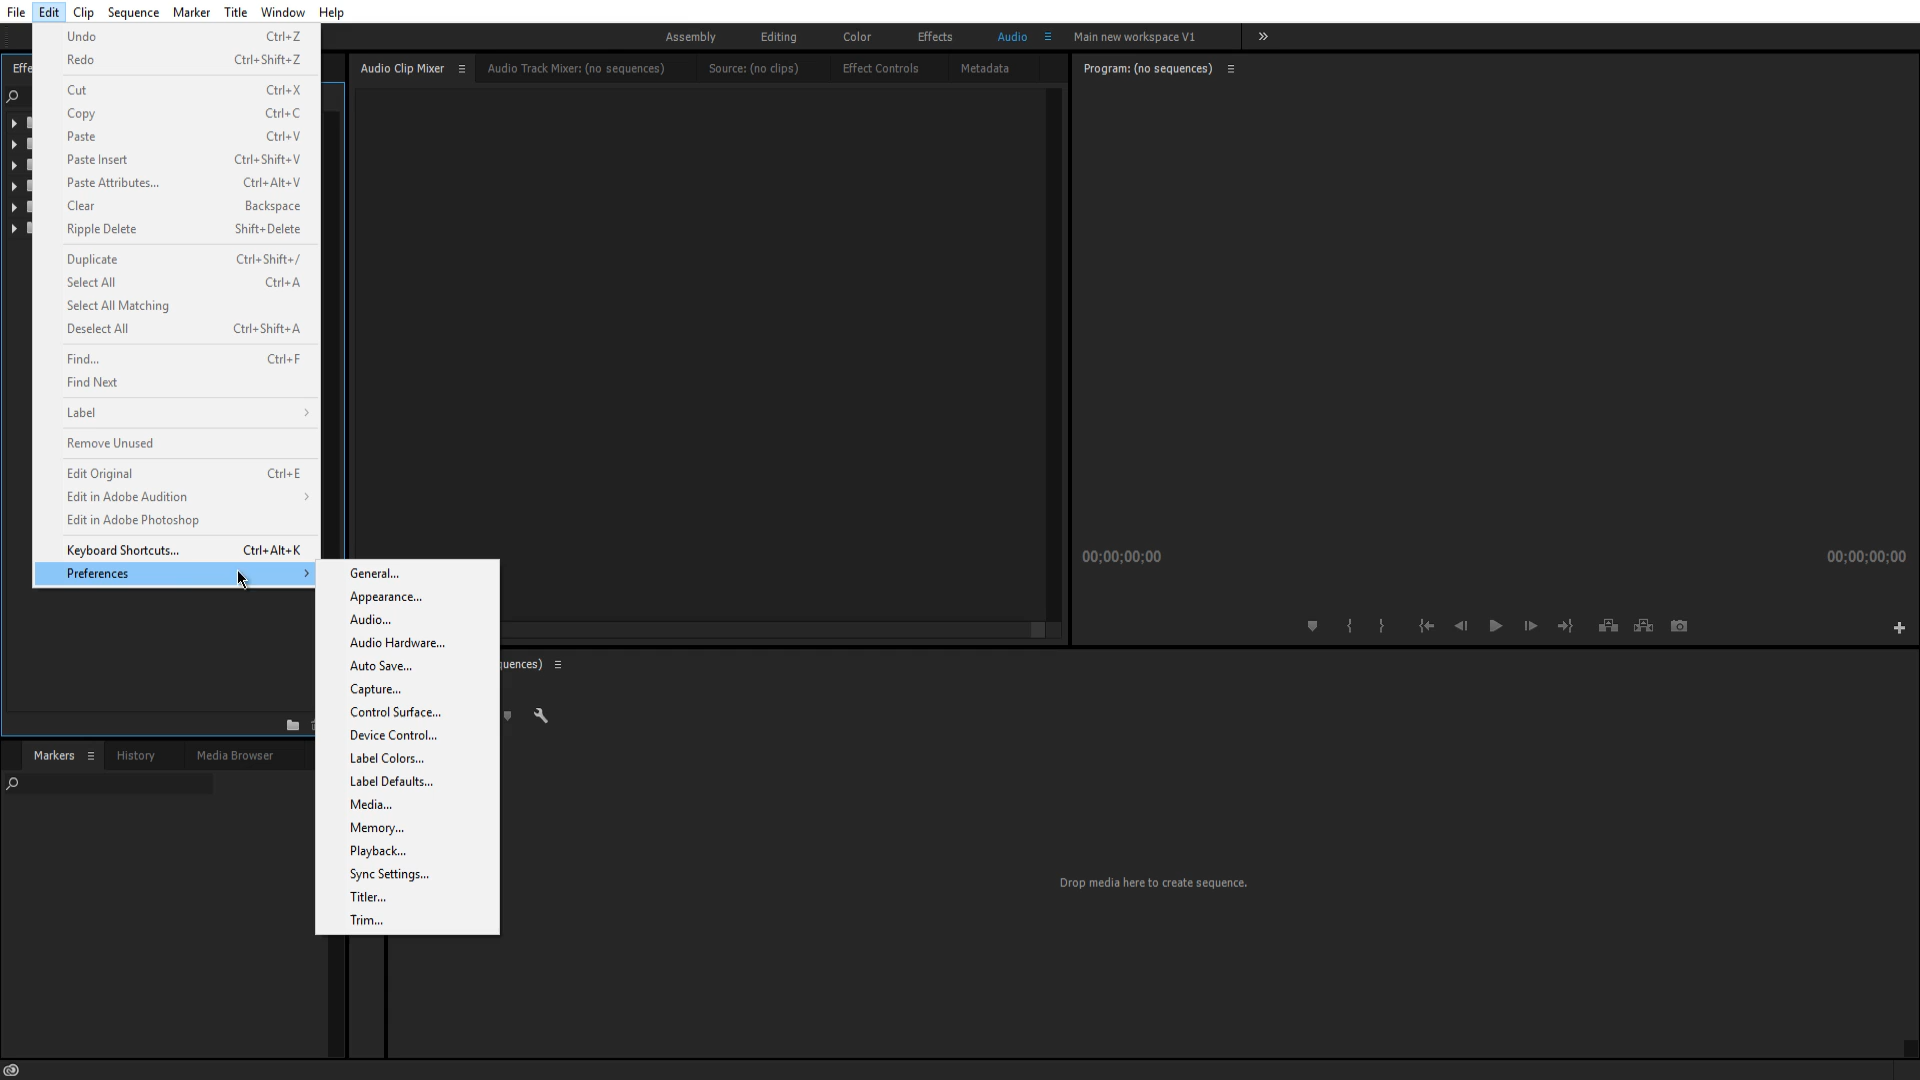 File Edit Clip Sequence Marker Title Window Help
Assembly Editing Color Effects Audio Main new workspace V1
Effe
Undo Ctrl+Z
Redo Ctrl+Shift+Z
Cut Ctrl+X
Copy Ctrl+C
Paste Ctrl+V
Paste Insert Ctrl+Shift+V
Paste Attributes... Ctrl+Alt+V
Clear Backspace
Ripple Delete Shift+Delete
Duplicate Ctrl+Shift+/
Select All Ctrl+A
Select All Matching
Deselect All Ctrl+Shift+A
Find... Ctrl+F
Find Next
Label
Remove Unused
Edit Original Ctrl+E
Edit in Adobe Audition
Edit in Adobe Photoshop
Keyboard Shortcuts... Ctrl+Alt+K
Preferences
General...
Appearance...
Audio...
Audio Hardware...
Auto Save...
Capture...
Control Surface...
Device Control...
Label Colors...
Label Defaults...
Media...
Memory...
Playback...
Sync Settings...
Titler...
Trim...
Audio Clip Mixer Audio Track Mixer: (no sequences) Source: (no clips) Effect Controls Metadata
Program: (no sequences)
00;00;00;00 00;00;00;00
quences)
Drop media here to create sequence.
Markers History Media Browser